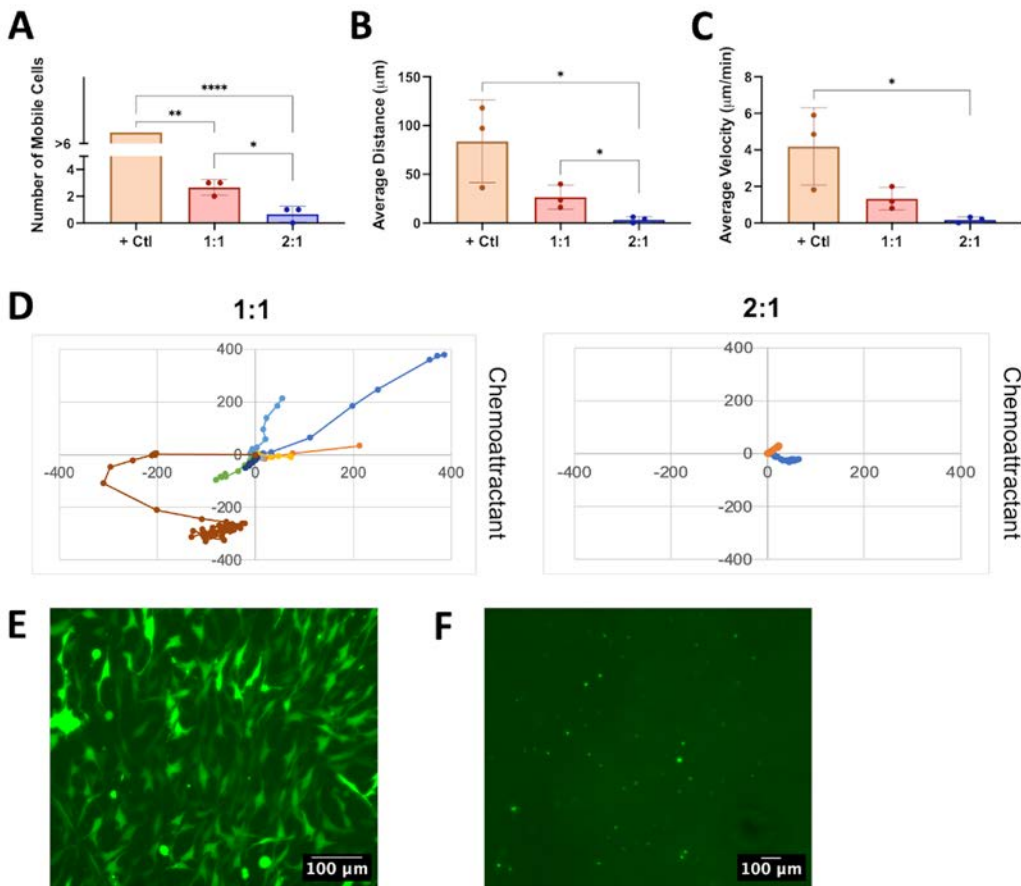 A
Number of Mobile Cells
>6
4
2
0
****
**
*
+ Ctl 1:1 2:1
B
Average Distance (μm)
150
100
50
0
*
*
+ Ctl 1:1 2:1
C
Average Velocity (μm/min)
8
6
4
2
0
*
+ Ctl 1:1 2:1
D
1:1
400
200
-400 -200 0 200 400
-200
-400
Chemoattractant
2:1
400
200
-400 -200 0 200 400
-200
-400
Chemoattractant
E
100 μm
F
100 μm